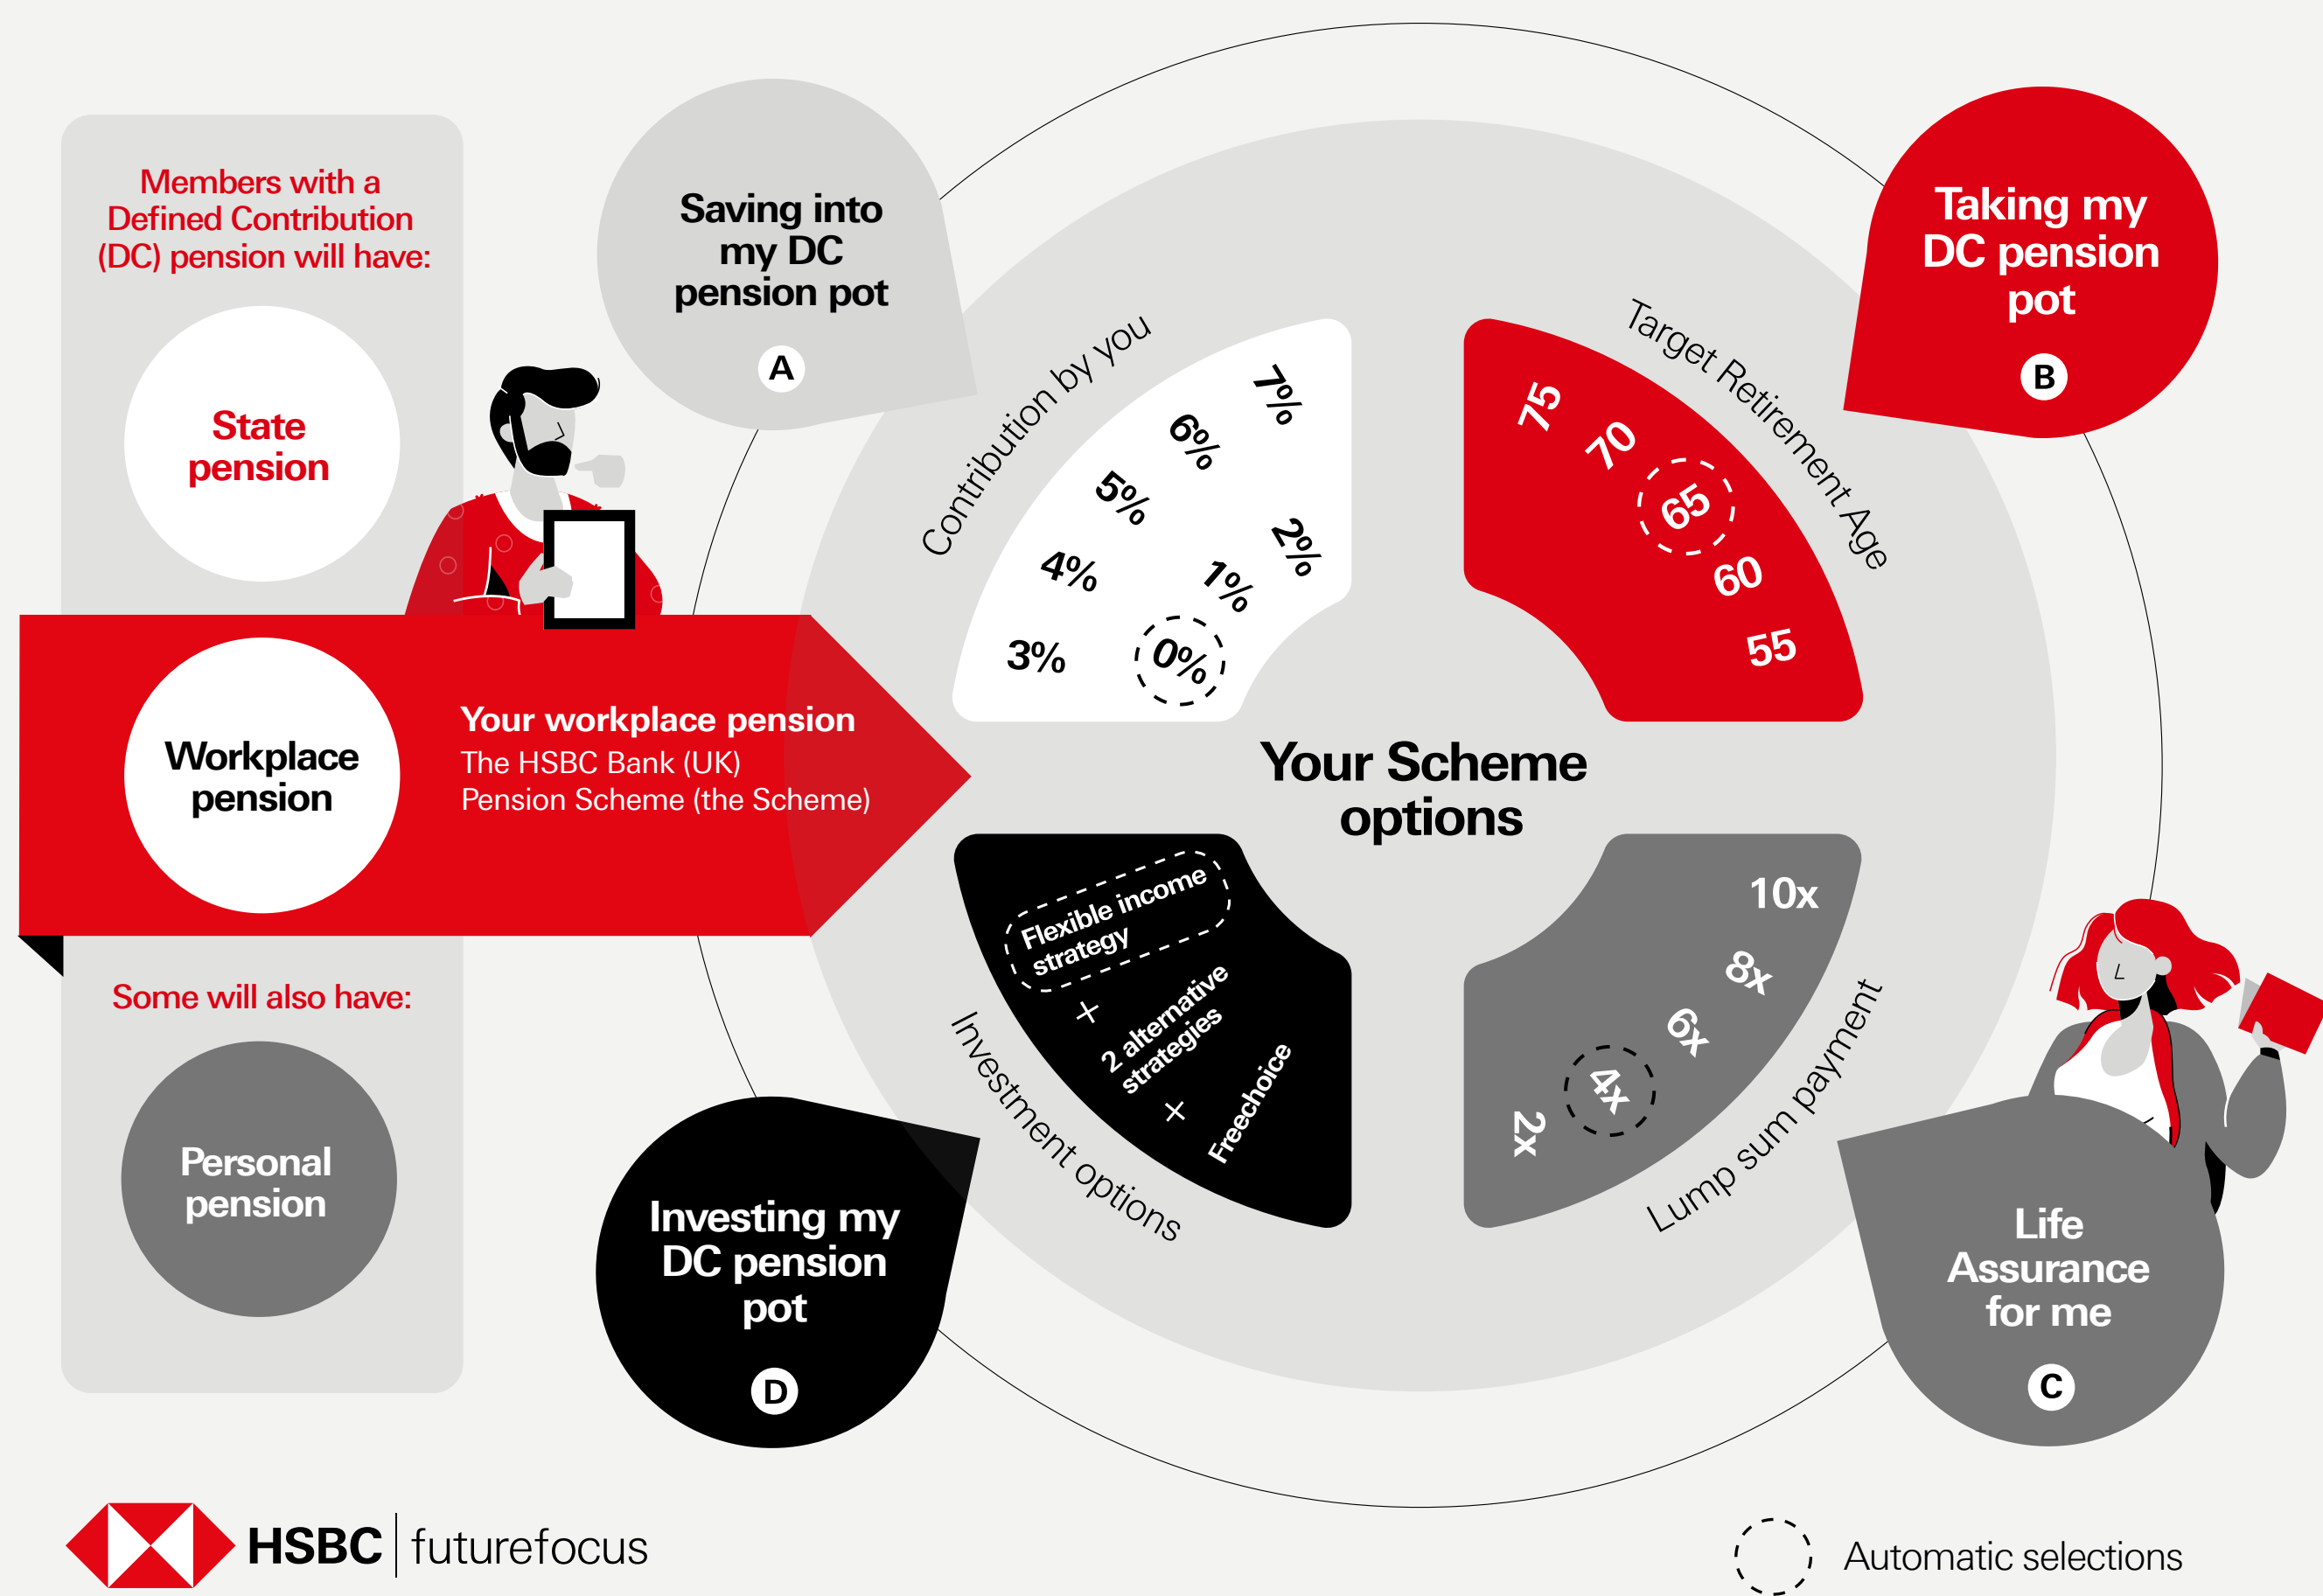 Members with a
Defined Contribution
(DC) pension will have:
State
pension
Workplace
pension
Your workplace pension
The HSBC Bank (UK)
Pension Scheme (the Scheme)
Some will also have:
Personal
pension
Saving into
my DC
pension pot
A
Contribution by you
7%
6%
5%
4%
3%
2%
1%
0%
Taking my
DC pension
pot
B
Target Retirement Age
75
70
65
60
55
Your Scheme
options
Flexible income
strategy
+
2 alternative
strategies
+
Freechoice
Investment options
Investing my
DC pension
pot
D
10x
8x
6x
4x
2x
Lump sum payment
Life
Assurance
for me
C
HSBC | futurefocus
Automatic selections